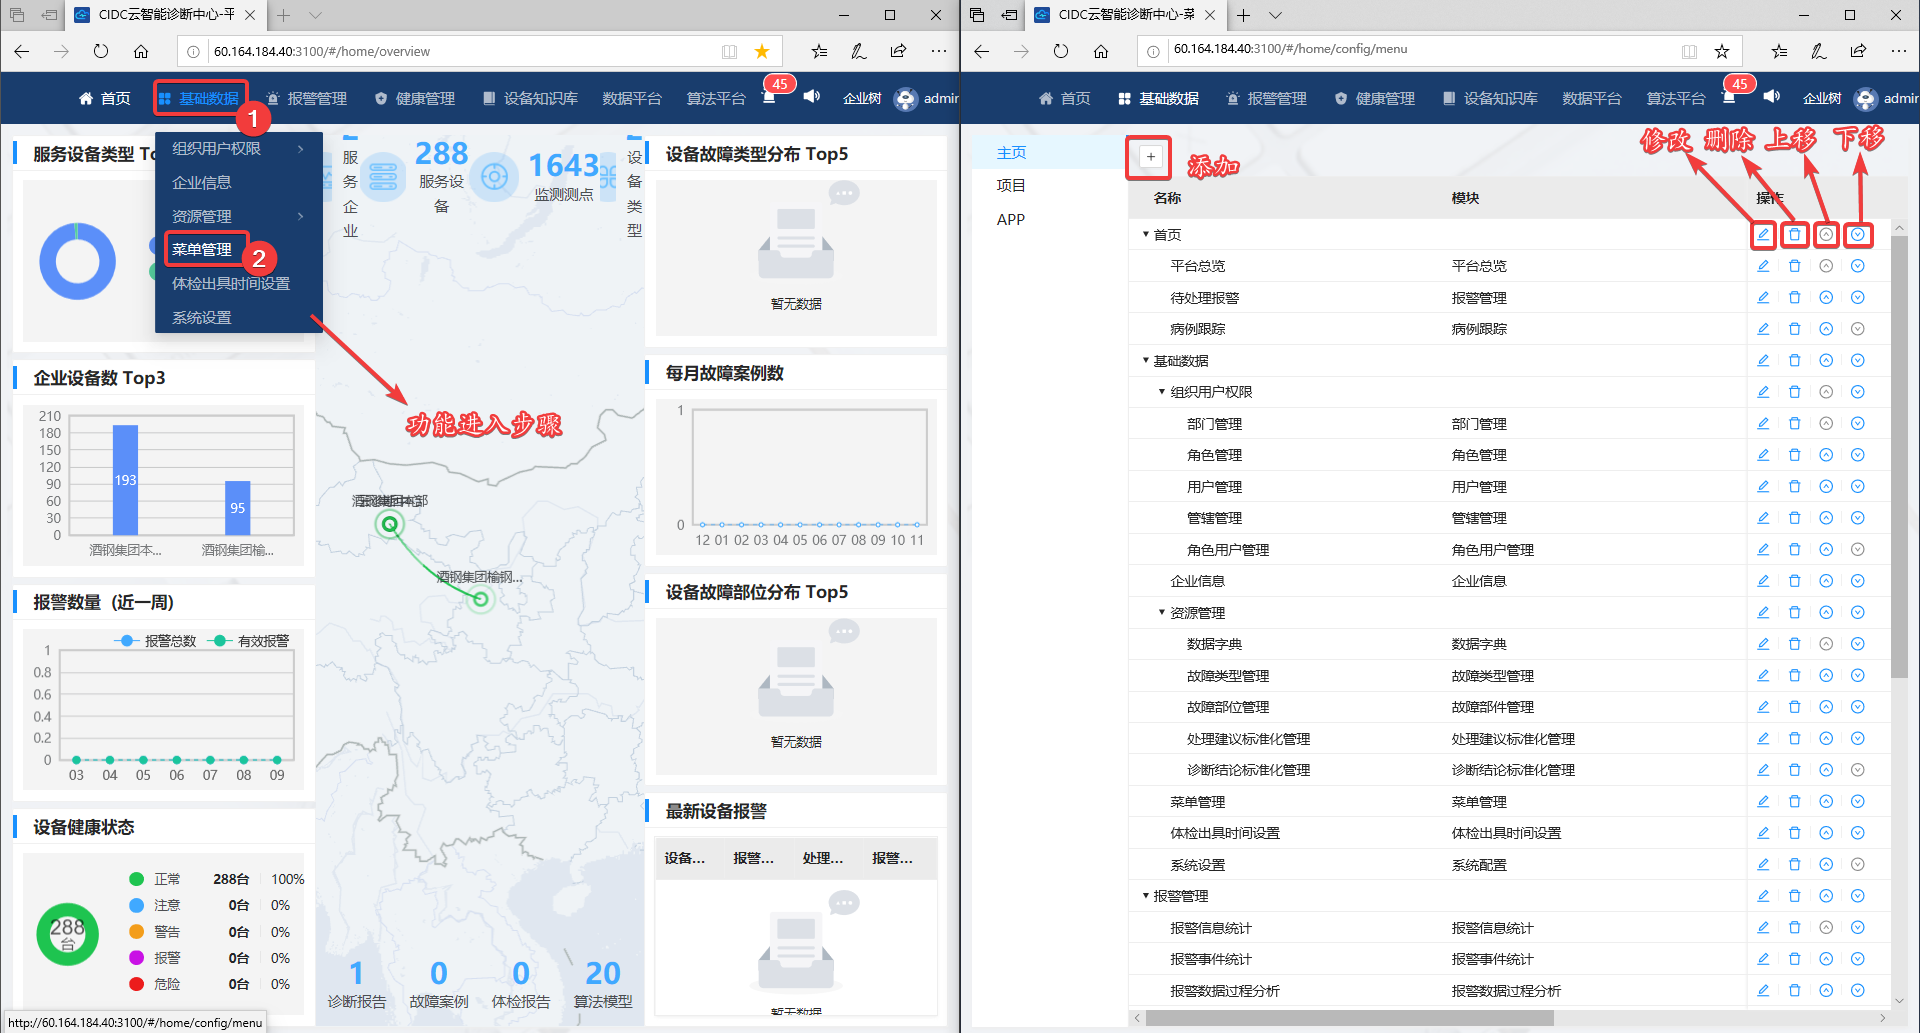 CIDC云智能诊断中心-平
60.164.184.40:3100/#/home/overview
首页
基础数据
报警管理
健康管理
设备知识库
数据平台
算法平台
45
企业树
admin
1
组织用户权限
企业信息
资源管理
菜单管理
2
体检出具时间设置
系统设置
功能进入步骤
服务设备类型 To
服务企业
288
服务设备
1643
监测测点
设备类型
设备故障类型分布 Top5
暂无数据
企业设备数 Top3
210
180
150
120
90
60
30
0
193
95
酒钢集团本...
酒钢集团榆...
每月故障案例数
1
0
12 01 02 03 04 05 06 07 08 09 10 11
酒钢集团榆钢...
报警数量（近一周）
报警总数
有效报警
1
0.8
0.6
0.4
0.2
0
03 04 05 06 07 08 09
设备故障部位分布 Top5
暂无数据
设备健康状态
288
台
正常 288台 100%
注意 0台 0%
警告 0台 0%
报警 0台 0%
危险 0台 0%
1
诊断报告
0
故障案例
0
体检报告
20
算法模型
最新设备报警
设备... 报警... 处理... 报警...
暂无数据
http://60.164.184.40:3100/#/home/config/menu
CIDC云智能诊断中心-菜
60.164.184.40:3100/#/home/config/menu
首页
基础数据
报警管理
健康管理
设备知识库
数据平台
算法平台
45
企业树
admin
主页
项目
APP
+
添加
修改 删除 上移 下移
名称 模块 操作
首页
平台总览 平台总览
待处理报警 报警管理
病例跟踪 病例跟踪
基础数据
组织用户权限
部门管理 部门管理
角色管理 角色管理
用户管理 用户管理
管辖管理 管辖管理
角色用户管理 角色用户管理
企业信息 企业信息
资源管理
数据字典 数据字典
故障类型管理 故障类型管理
故障部位管理 故障部件管理
处理建议标准化管理 处理建议标准化管理
诊断结论标准化管理 诊断结论标准化管理
菜单管理 菜单管理
体检出具时间设置 体检出具时间设置
系统设置 系统配置
报警管理
报警信息统计 报警信息统计
报警事件统计 报警事件统计
报警数据过程分析 报警数据过程分析